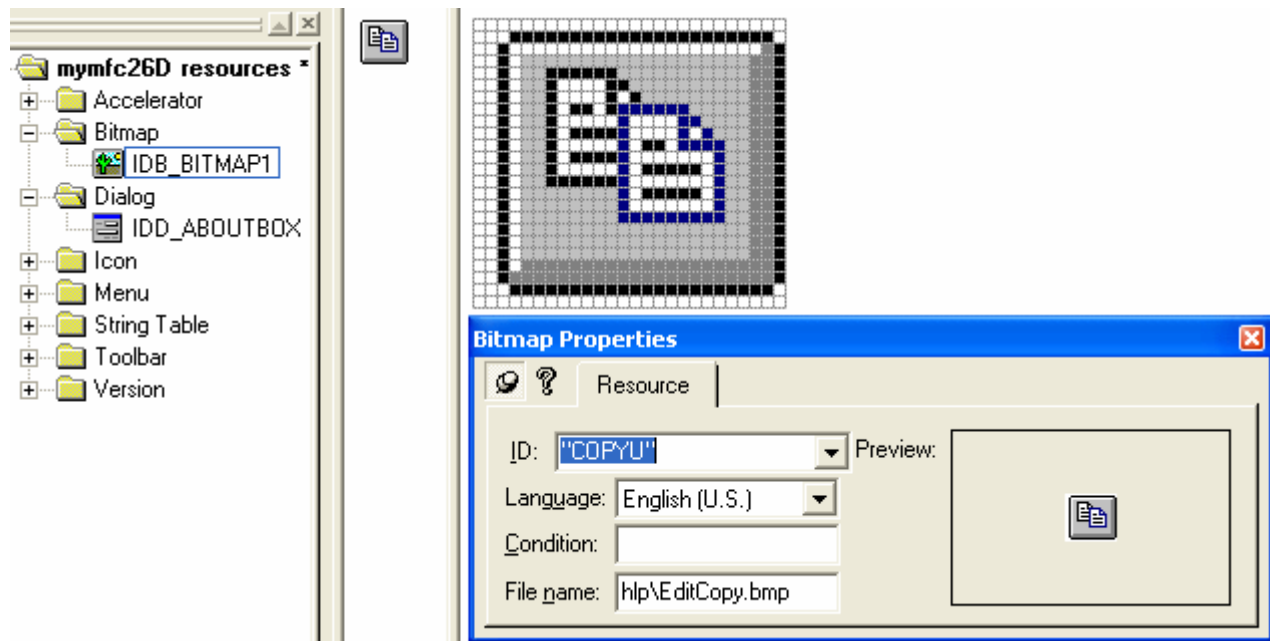 mymfc26D resources *
Accelerator
Bitmap
IDB_BITMAP1
Dialog
IDD_ABOUTBOX
Icon
Menu
String Table
Toolbar
Version
Bitmap Properties
Resource
ID: "COPYU" Preview:
Language: English (U.S.)
Condition:
File name: hlp\EditCopy.bmp